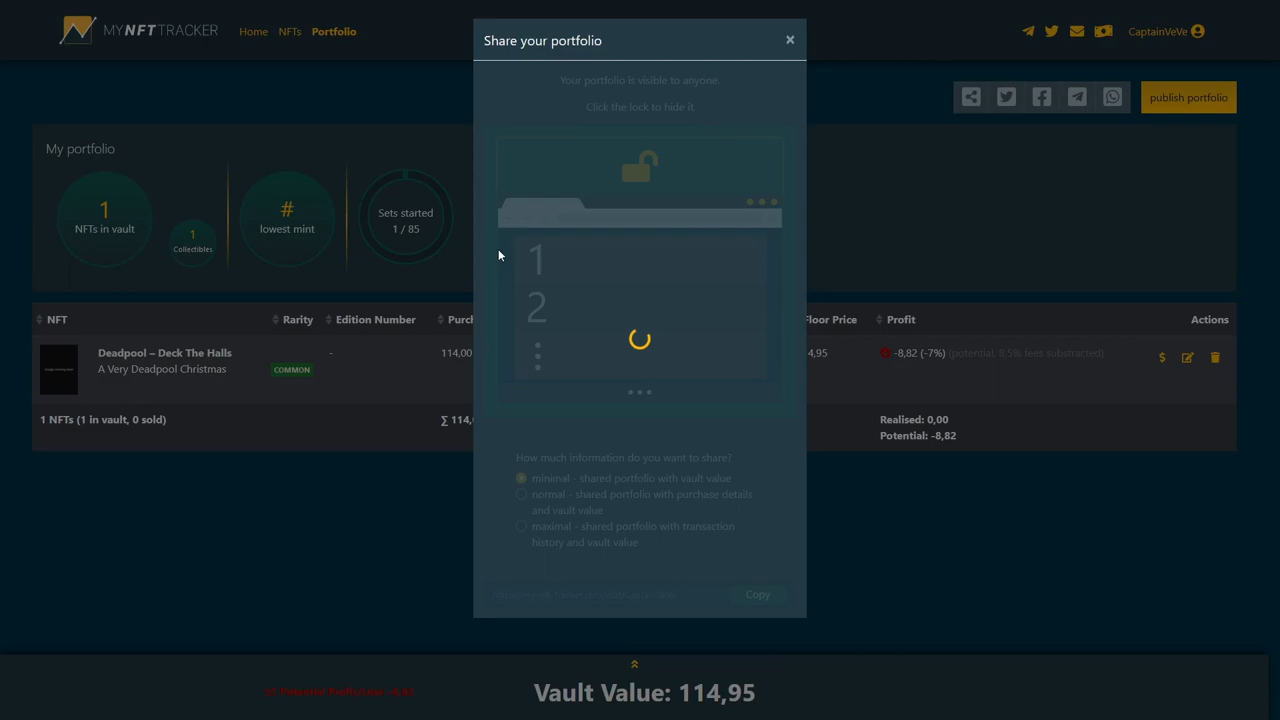 MYNFTTRACKER Home NFTs Portfolio
CaptainVeVe
Share your portfolio ×
Your portfolio is visible to anyone.
Click the lock to hide it.
publish portfolio
My portfolio
1
NFTs in vault
1
Collectibles
#
lowest mint
Sets started
1 / 85
1
2
NFT Rarity Edition Number Purch Floor Price Profit Actions
Deadpool – Deck The Halls
A Very Deadpool Christmas
COMMON
-
114,00
4,95
-8,82 (-7%) (potential, 8.5% fees substracted)
$
1 NFTs (1 in vault, 0 sold)
∑ 114,
Realised: 0,00
Potential: -8,82
How much information do you want to share?
minimal - shared portfolio with vault value
normal - shared portfolio with purchase details
and vault value
maximal - shared portfolio with transaction
history and vault value
Copy
Vault Value: 114,95